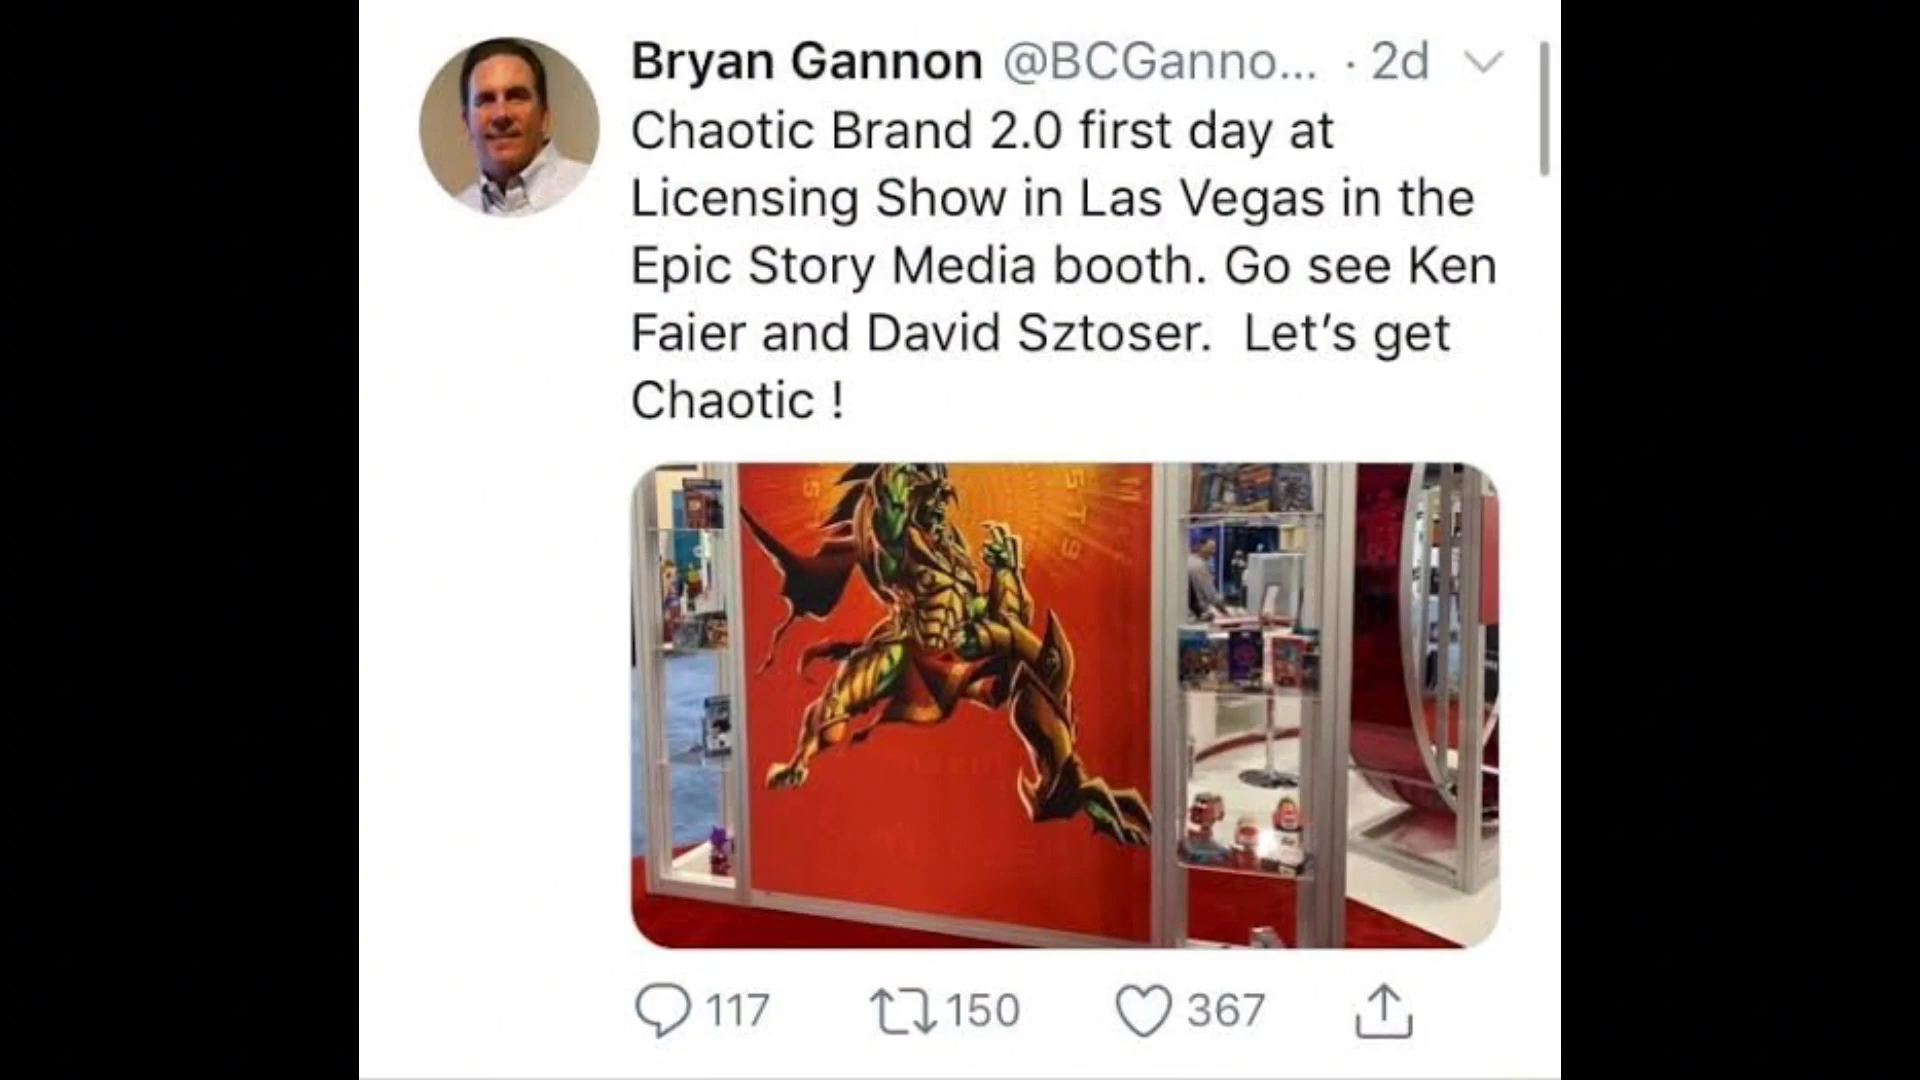 Bryan Gannon @BCGanno... · 2d
Chaotic Brand 2.0 first day at
Licensing Show in Las Vegas in the
Epic Story Media booth. Go see Ken
Faier and David Sztoser. Let's get
Chaotic !
117 150 367